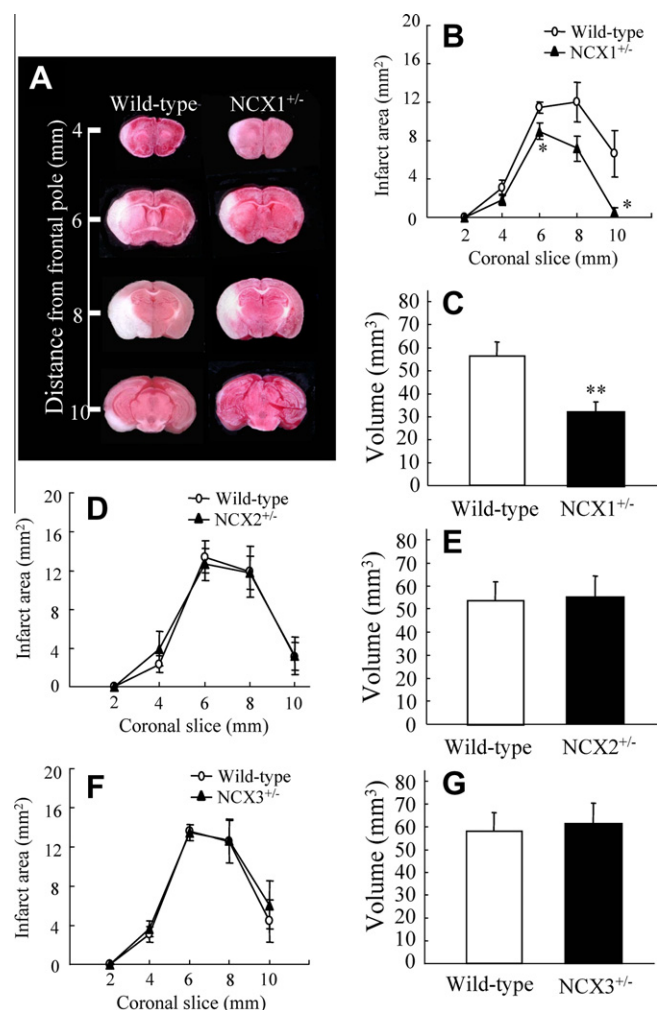 A
Wild-type NCX1+/-
Distance from frontal pole (mm)
4
6
8
10
B
Wild-type
NCX1+/-
Infarct area (mm²)
16
12
8
4
0
*
*
2 4 6 8 10
Coronal slice (mm)
C
Volume (mm³)
80
70
60
50
40
30
20
10
0
**
Wild-type NCX1+/-
D
Wild-type
NCX2+/-
Infarct area (mm²)
20
16
12
8
4
0
2 4 6 8 10
Coronal slice (mm)
E
Volume (mm³)
80
70
60
50
40
30
20
10
0
Wild-type NCX2+/-
F
Wild-type
NCX3+/-
Infarct area (mm²)
20
16
12
8
4
0
2 4 6 8 10
Coronal slice (mm)
G
Volume (mm³)
80
70
60
50
40
30
20
10
0
Wild-type NCX3+/-